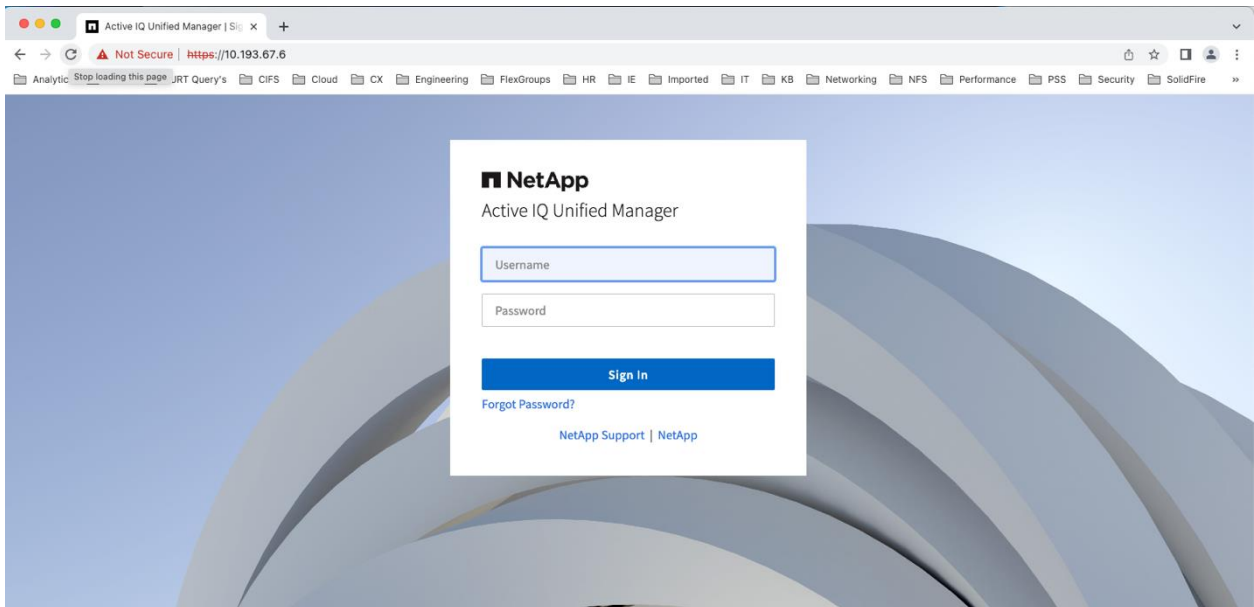 Active IQ Unified Manager | Sig
Not Secure | https://10.193.67.6
Analytic Stop loading this page URT Query's CIFS Cloud CX Engineering FlexGroups HR IE Imported IT KB Networking NFS Performance PSS Security SolidFire »
NetApp
Active IQ Unified Manager
Username
Password
Sign In
Forgot Password?
NetApp Support | NetApp